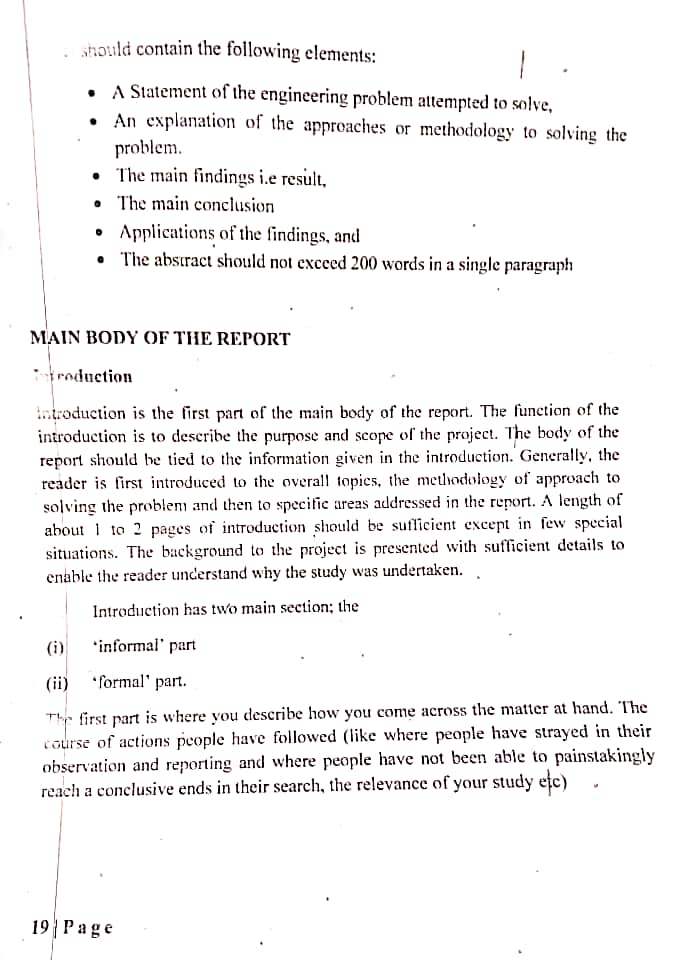 should contain the following elements:
• A Statement of the engineering problem attempted to solve,
• An explanation of the approaches or methodology to solving the
problem.
• The main findings i.e result,
• The main conclusion
• Applications of the findings, and
• The abstract should not exceed 200 words in a single paragraph
MAIN BODY OF THE REPORT
Introduction
Introduction is the first part of the main body of the report. The function of the
introduction is to describe the purpose and scope of the project. The body of the
report should be tied to the information given in the introduction. Generally, the
reader is first introduced to the overall topics, the methodology of approach to
solving the problem and then to specific areas addressed in the report. A length of
about 1 to 2 pages of introduction should be sufficient except in few special
situations. The background to the project is presented with sufficient details to
enable the reader understand why the study was undertaken.
Introduction has two main section; the
(i) ‘informal’ part
(ii) ‘formal’ part.
The first part is where you describe how you come across the matter at hand. The
course of actions people have followed (like where people have strayed in their
observation and reporting and where people have not been able to painstakingly
reach a conclusive ends in their search, the relevance of your study etc)
19 | P a g e